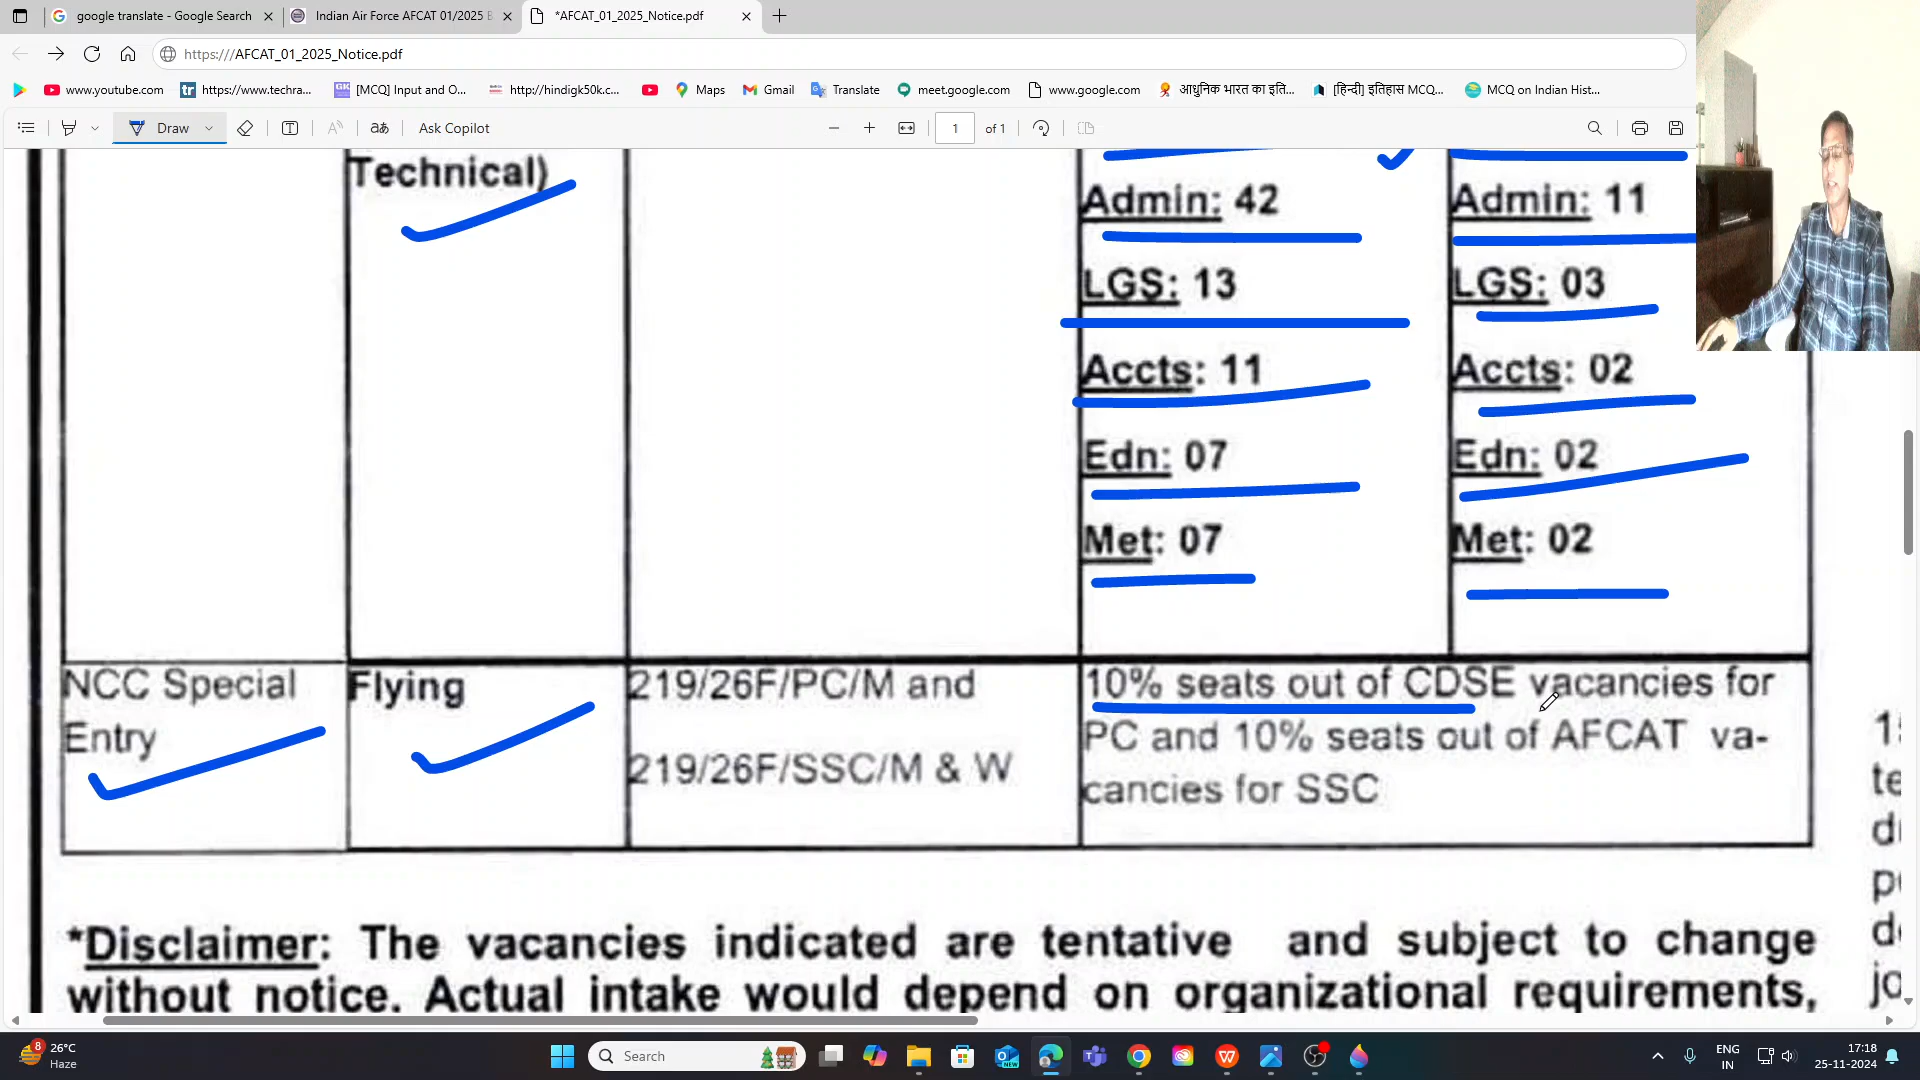 google translate - Google Search
Indian Air Force AFCAT 01/2025
*AFCAT_01_2025_Notice.pdf
https:///AFCAT_01_2025_Notice.pdf
www.youtube.com
https://www.techra...
[MCQ] Input and O...
http://hindigk50k.c...
Maps
Gmail
Translate
meet.google.com
www.google.com
आधुनिक भारत का इति...
[हिन्दी] इतिहास MCQ...
MCQ on Indian Hist...
Draw
Ask Copilot
1 of 1
Technical)
Admin: 42
Admin: 11
LGS: 13
LGS: 03
Accts: 11
Accts: 02
Edn: 07
Edn: 02
Met: 07
Met: 02
NCC Special
Entry
Flying
219/26F/PC/M and
219/26F/SSC/M & W
10% seats out of CDSE vacancies for
PC and 10% seats out of AFCAT va-
cancies for SSC
*Disclaimer: The vacancies indicated are tentative and subject to change
without notice. Actual intake would depend on organizational requirements,
8
26°C
Haze
Search
ENG
IN
17:18
25-11-2024